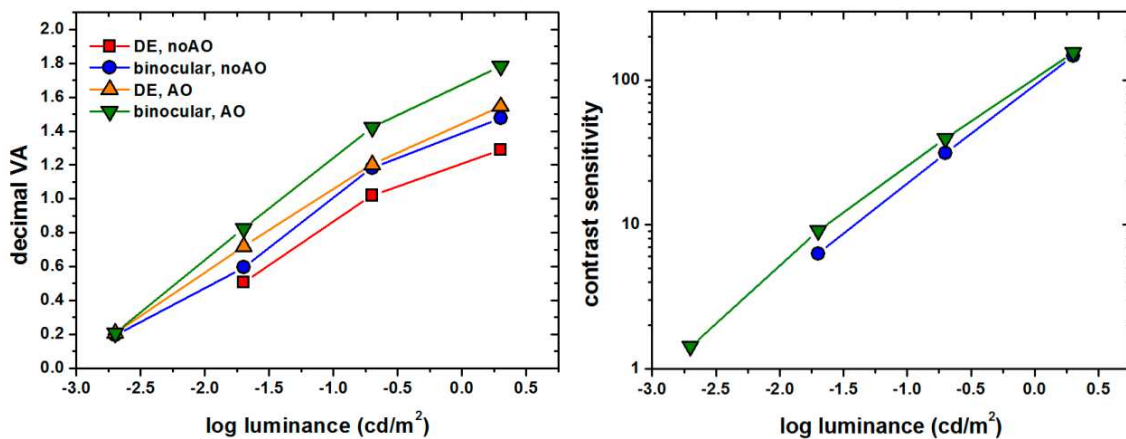 2.0
1.8
1.6
1.4
1.2
1.0
0.8
0.6
0.4
0.2
0.0
decimal VA
DE, noAO
binocular, noAO
DE, AO
binocular, AO
-3.0 -2.5 -2.0 -1.5 -1.0 -0.5 0.0 0.5
log luminance (cd/m²)
100
10
1
contrast sensitivity
-3.0 -2.5 -2.0 -1.5 -1.0 -0.5 0.0 0.5
log luminance (cd/m²)